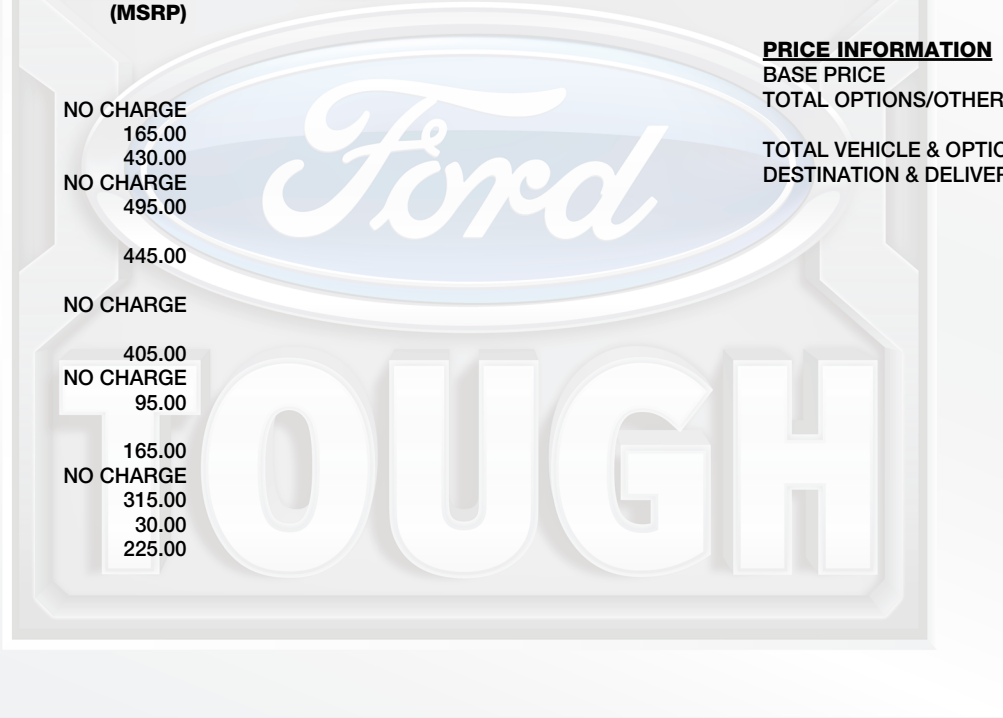 (MSRP)
NO CHARGE
165.00
430.00
NO CHARGE
495.00
445.00
NO CHARGE
405.00
NO CHARGE
95.00
165.00
NO CHARGE
315.00
30.00
225.00
PRICE INFORMATION
BASE PRICE
TOTAL OPTIONS/OTHER
TOTAL VEHICLE & OPTIO
DESTINATION & DELIVER
Ford
TOUGH